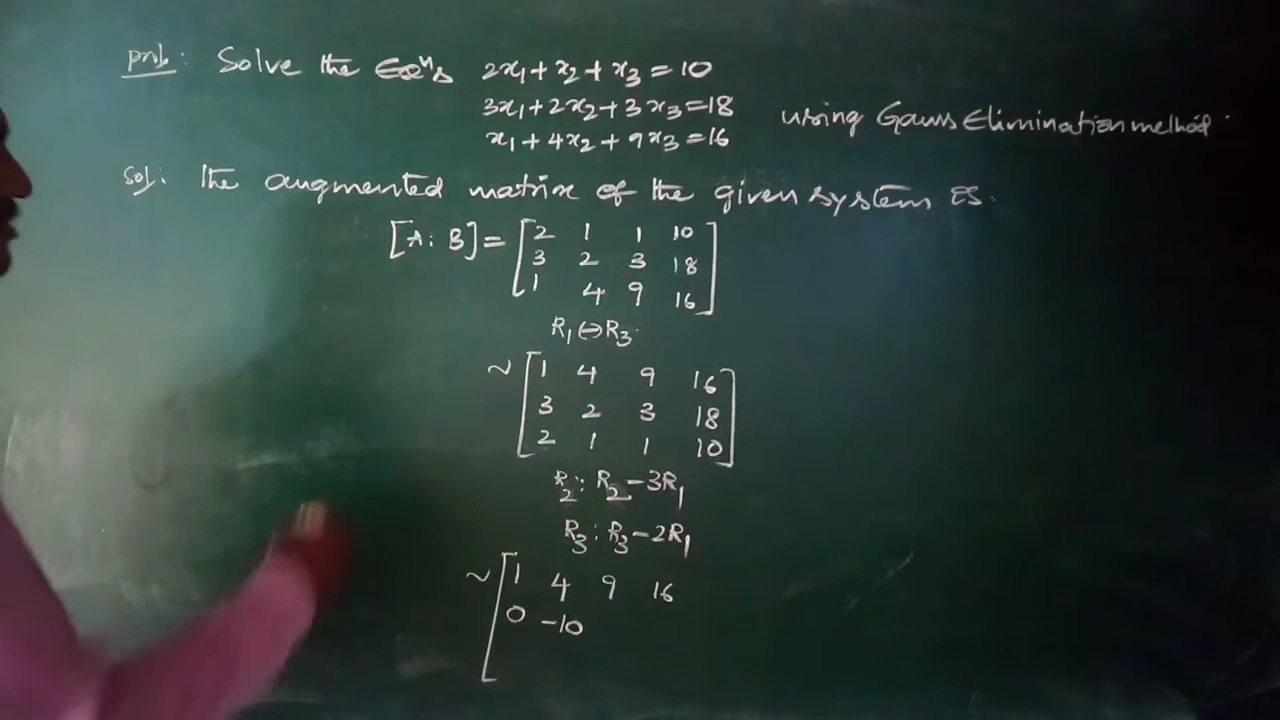 prob: Solve the Eqns 2x₁ + x₂ + x₃ = 10
3x₁ + 2x₂ + 3x₃ = 18 using Gauss Elimination method.
x₁ + 4x₂ + 9x₃ = 16
Sol: The augmented matrix of the given system is.
[A : B] = [2 1 1 10
3 2 3 18
1 4 9 16]
R₁ ↔ R₃
~ [1 4 9 16
3 2 3 18
2 1 1 10]
R₂ : R₂ - 3R₁
R₃ : R₃ - 2R₁
~ [1 4 9 16
0 -10